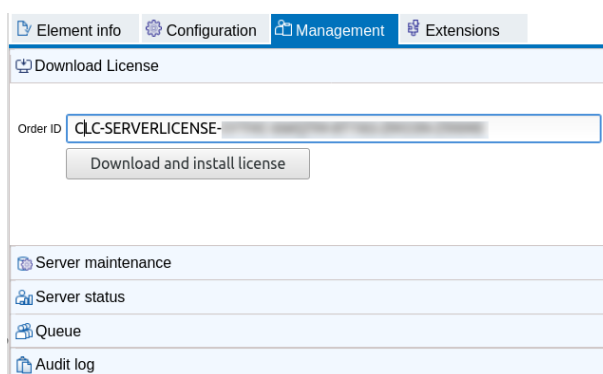 Element info Configuration Management Extensions
Download License
Order ID CLC-SERVERLICENSE-
Download and install license
Server maintenance
Server status
Queue
Audit log